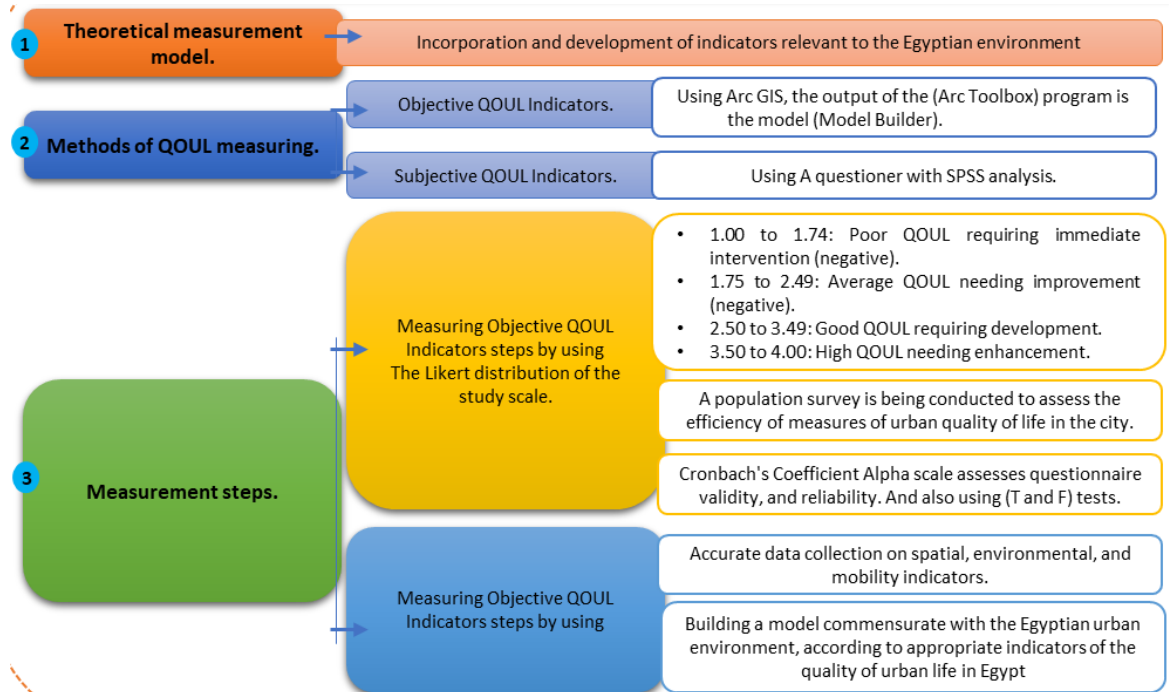 1
Theoretical measurement
model.
Incorporation and development of indicators relevant to the Egyptian environment
2
Methods of QOUL measuring.
Objective QOUL Indicators.
Using Arc GIS, the output of the (Arc Toolbox) program is
the model (Model Builder).
Subjective QOUL Indicators.
Using A questioner with SPSS analysis.
3
Measurement steps.
Measuring Objective QOUL
Indicators steps by using
The Likert distribution of the
study scale.
• 1.00 to 1.74: Poor QOUL requiring immediate
intervention (negative).
• 1.75 to 2.49: Average QOUL needing improvement
(negative).
• 2.50 to 3.49: Good QOUL requiring development.
• 3.50 to 4.00: High QOUL needing enhancement.
A population survey is being conducted to assess the
efficiency of measures of urban quality of life in the city.
Cronbach's Coefficient Alpha scale assesses questionnaire
validity, and reliability. And also using (T and F) tests.
Measuring Objective QOUL
Indicators steps by using
Accurate data collection on spatial, environmental, and
mobility indicators.
Building a model commensurate with the Egyptian urban
environment, according to appropriate indicators of the
quality of urban life in Egypt